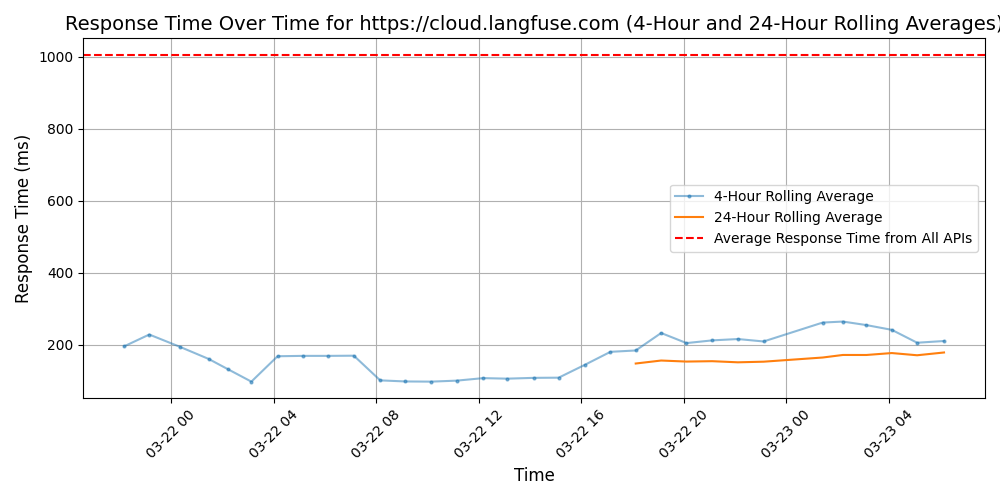 Response Time Over Time for https://cloud.langfuse.com (4-Hour and 24-Hour Rolling Averages)
Response Time (ms)
1000
800
600
400
200
4-Hour Rolling Average
24-Hour Rolling Average
Average Response Time from All APIs
03-22 00
03-22 04
03-22 08
03-22 12
03-22 16
03-22 20
03-23 00
03-23 04
Time